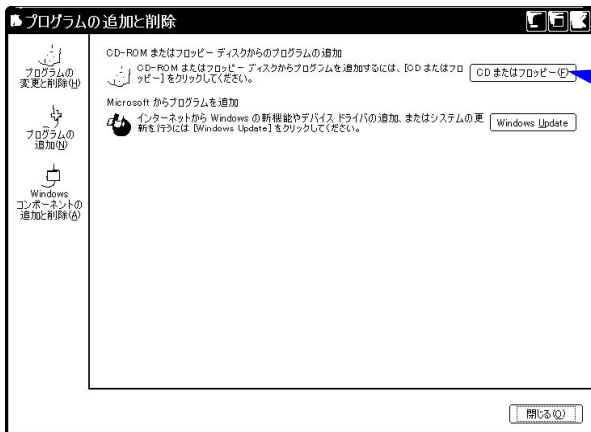 プログラムの追加と削除
プログラムの
変更と削除(H)
プログラムの
追加(N)
Windows
コンポーネントの
追加と削除(A)
CD-ROM またはフロッピー ディスクからのプログラムの追加
CD-ROM またはフロッピー ディスクからプログラムを追加するには、[CD またはフロ
ッピー] をクリックしてください。
CD またはフロッピー(F)
Microsoft からプログラムを追加
インターネットから Windows の新機能やデバイス ドライバの追加、またはシステムの更
新を行うには [Windows Update] をクリックしてください。
Windows Update
閉じる(O)